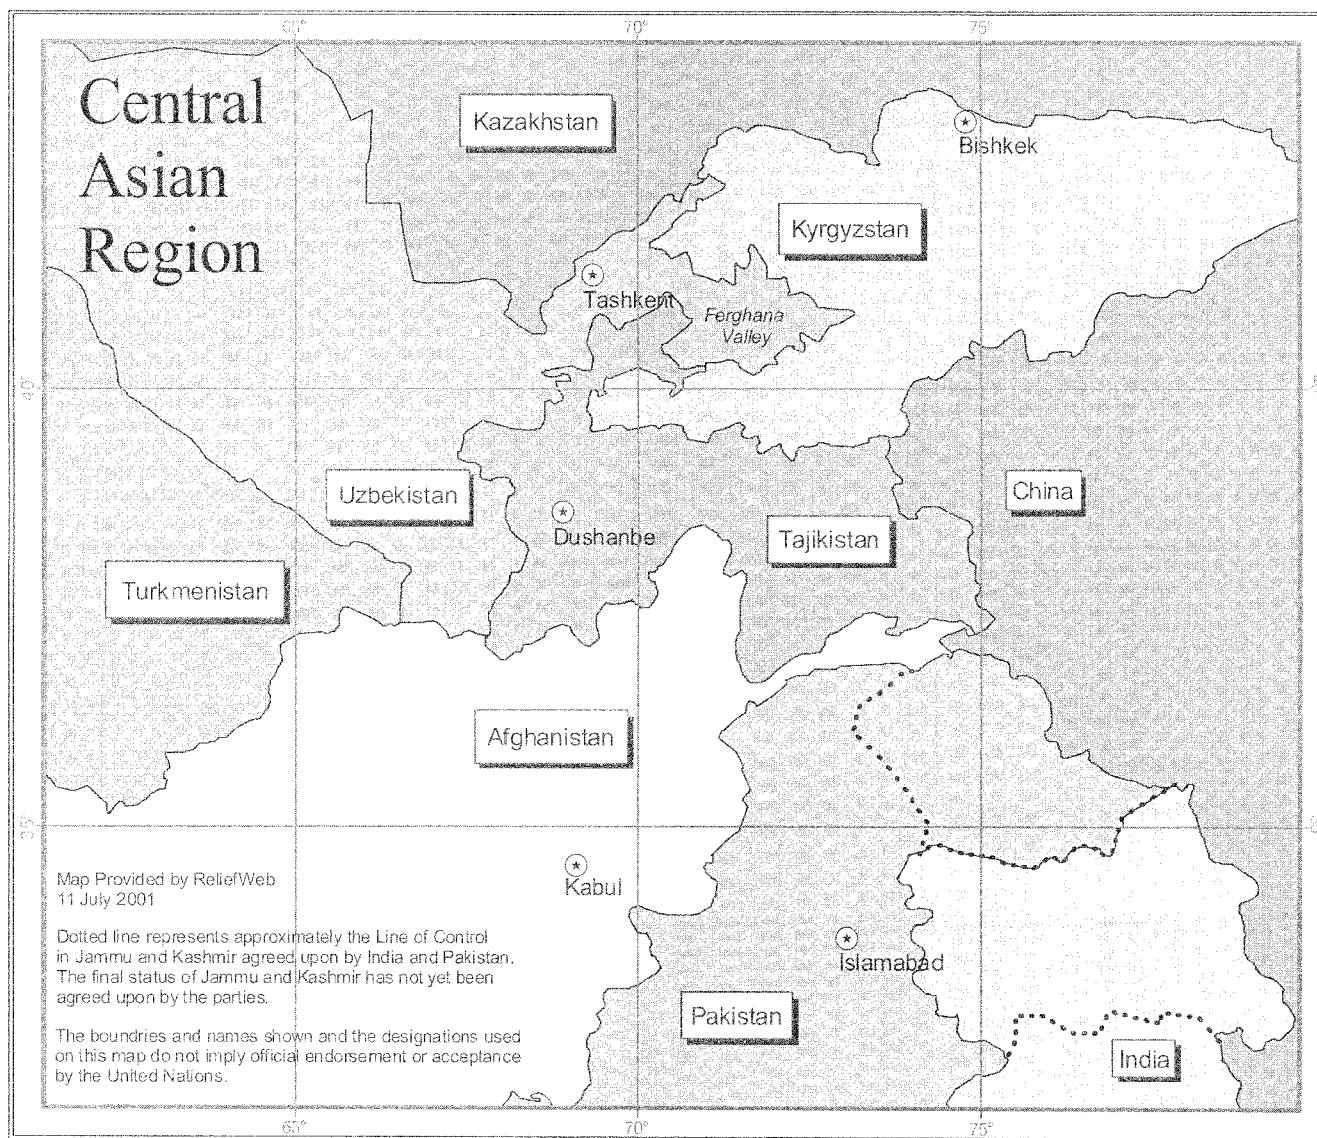 65°
70°
75°
Central
Asian
Region
Kazakhstan
Bishkek
Kyrgyzstan
Tashkent
Ferghana
Valley
40°
Uzbekistan
China
Dushanbe
Tajikistan
Turkmenistan
Afghanistan
35°
Kabul
Map Provided by ReliefWeb
11 July 2001
Dotted line represents approximately the Line of Control
in Jammu and Kashmir agreed upon by India and Pakistan.
The final status of Jammu and Kashmir has not yet been
agreed upon by the parties.
Islamabad
Pakistan
The boundries and names shown and the designations used
on this map do not imply official endorsement or acceptance
by the United Nations.
India
65°
70°
75°